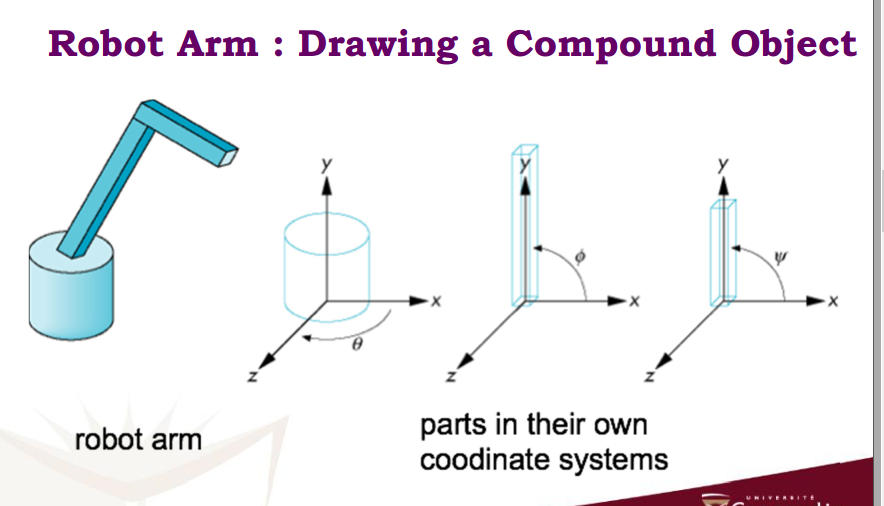 Robot Arm : Drawing a Compound Object
y
y
y
x
x
x
z
z
z
θ
ϕ
ψ
robot arm
parts in their own
coodinate systems
UNIVERSITÉ